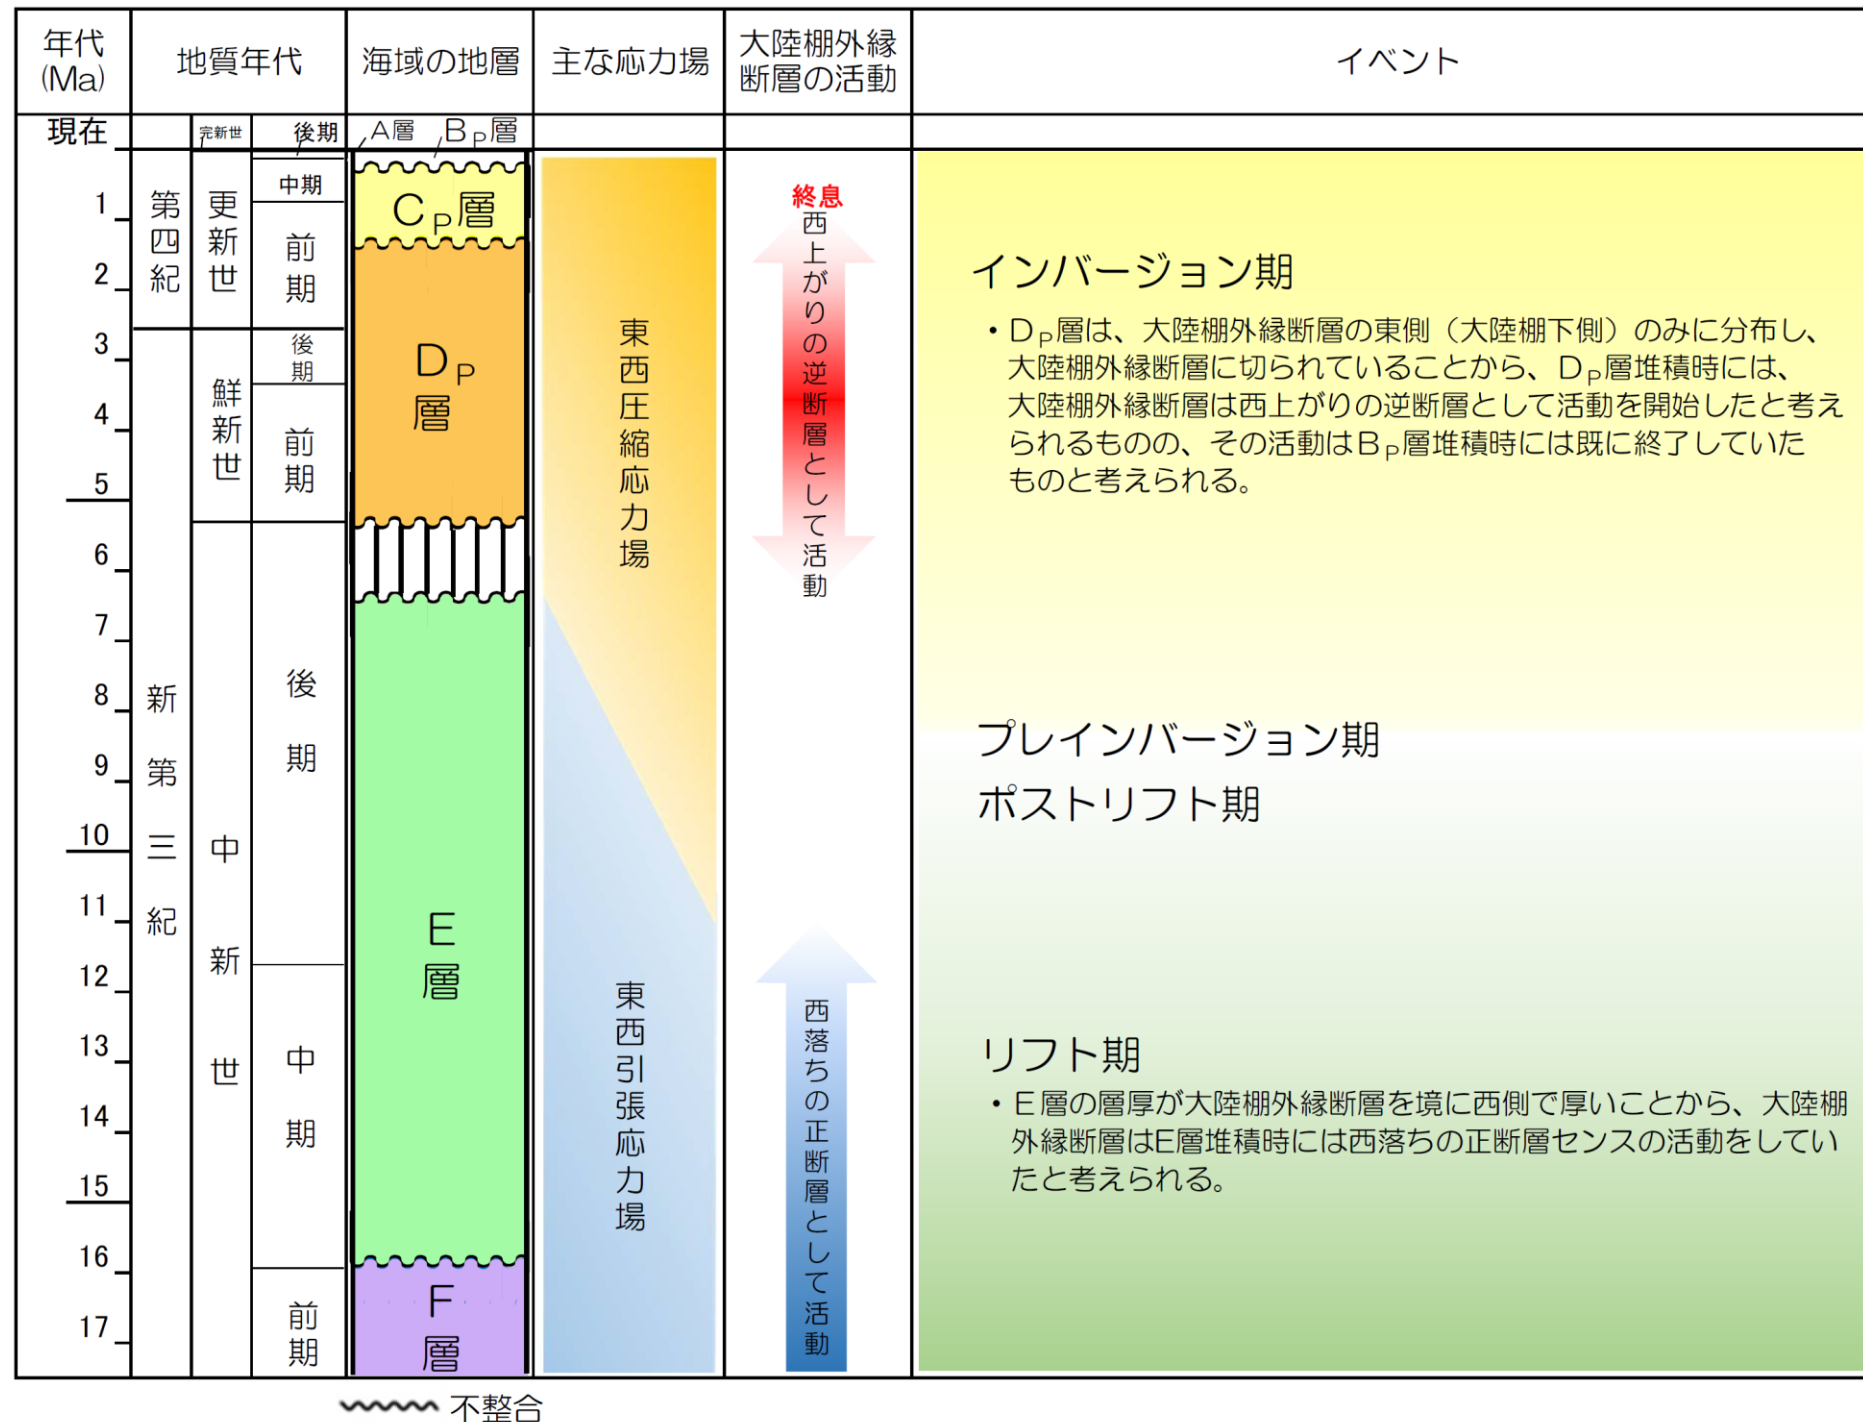 年代
(Ma)
地質年代
海域の地層
主な応力場
大陸棚外縁
断層の活動
イベント
現在
完新世
後期
A層
BP層
1
2
3
4
5
6
7
8
9
10
11
12
13
14
15
16
17
第四紀
新第三紀
更新世
鮮新世
中新世
中期
前期
後期
前期
後期
中期
前期
CP層
DP
層
E
層
F
層
東西圧縮応力場
東西引張応力場
終息
西上がりの逆断層として活動
西落ちの正断層として活動
インバージョン期
・DP層は、大陸棚外縁断層の東側（大陸棚下側）のみに分布し、
大陸棚外縁断層に切られていることから、DP層堆積時には、
大陸棚外縁断層は西上がりの逆断層として活動を開始したと考え
られるものの、その活動はBP層堆積時には既に終了していた
ものと考えられる。
プレインバージョン期
ポストリフト期
リフト期
・E層の層厚が大陸棚外縁断層を境に西側で厚いことから、大陸棚
外縁断層はE層堆積時には西落ちの正断層センスの活動をしてい
たと考えられる。
不整合